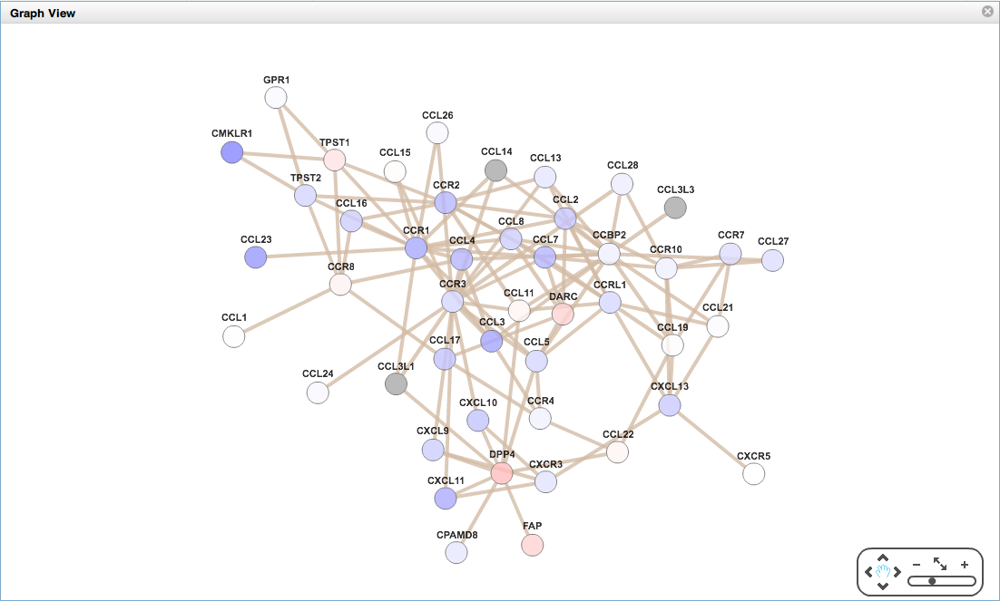 Graph View
GPR1
CCL26
CMKLR1
TPST1
CCL15
CCL14
CCL13
CCL28
TPST2
CCR2
CCL3L3
CCL16
CCL2
CCL8
CCR1
CCL4
CCL7
CCBP2
CCR10
CCR7
CCL27
CCL23
CCR8
CCR3
CCL11
DARC
CCRL1
CCL21
CCL1
CCL3
CCL19
CCL17
CCL5
CCL24
CCL3L1
CXCL13
CXCL10
CCR4
CXCL9
CCL22
DPP4
CXCR3
CXCR5
CXCL11
CPAMD8
FAP